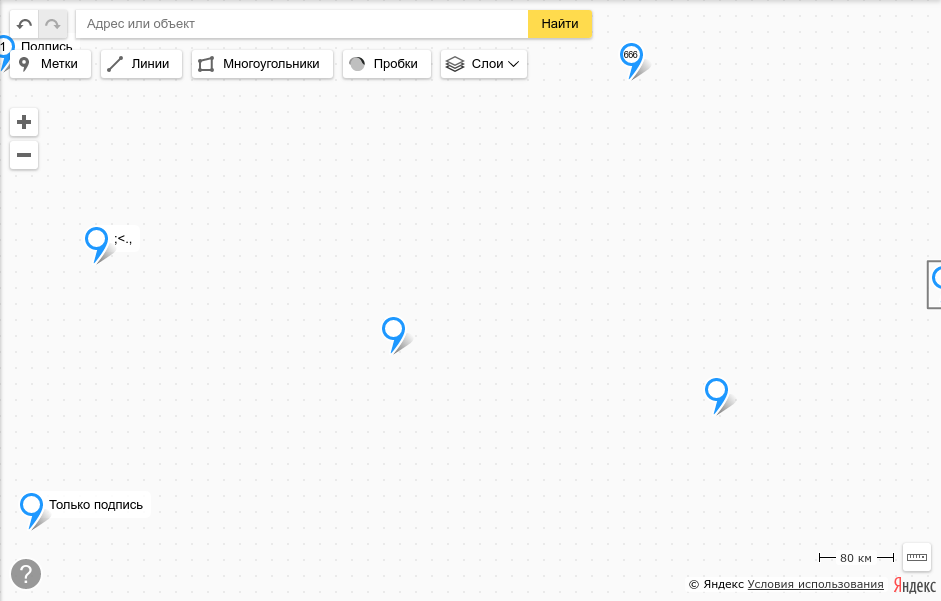 Адрес или объект
Найти
1 Подпись
Метки
Линии
Многоугольники
Пробки
Слои
666
;<.,
Только подпись
?
80 км
© Яндекс Условия использования
Яндекс